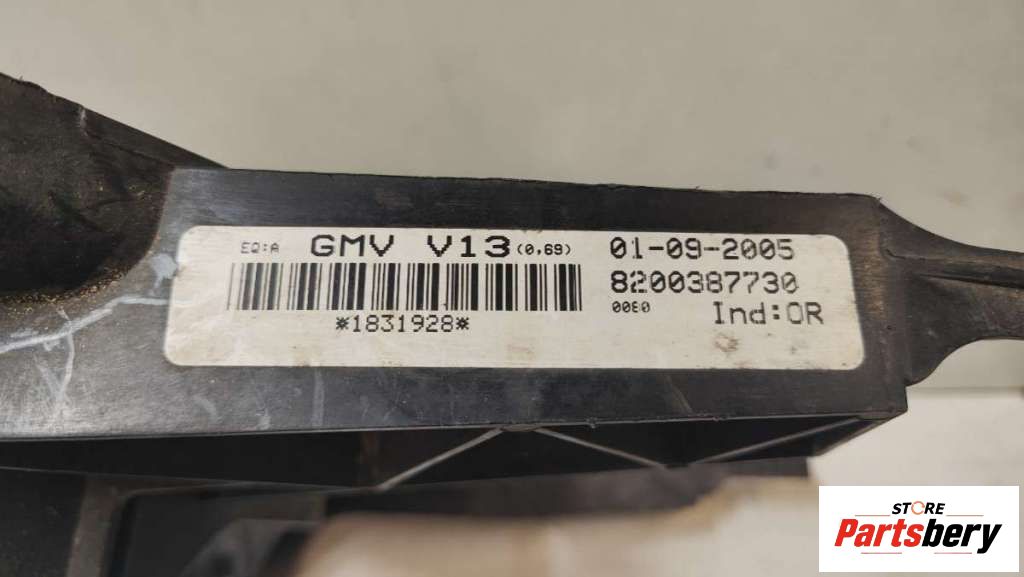 EQ:A GMV V13 (0,69) 01-09-2005
8200387730
00E0 Ind:OR
*1831928*
STORE
Partsbery